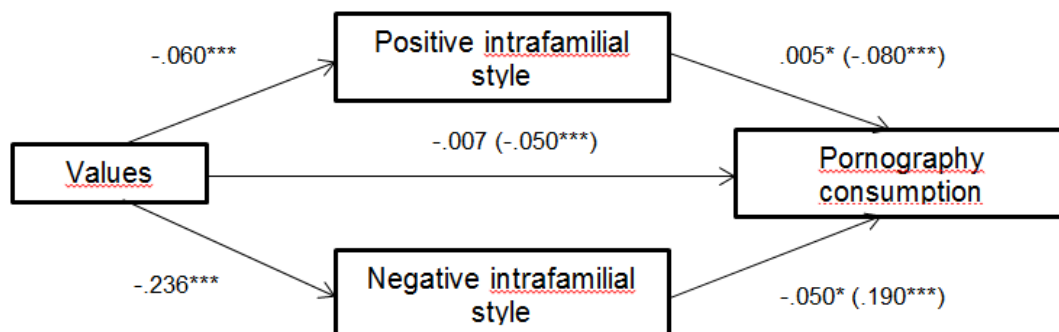 -.060***
Positive intrafamilial
style
.005* (-.080***)
Values
-.007 (-.050***)
Pornography
consumption
-.236***
Negative intrafamilial
style
-.050* (.190***)